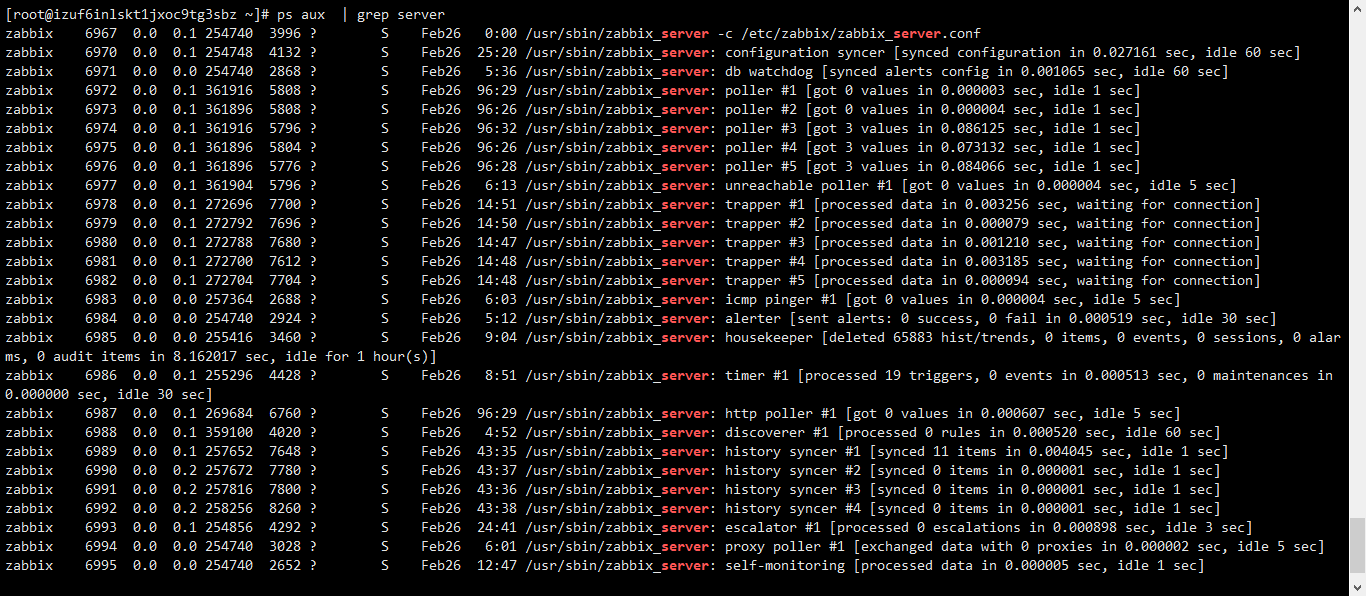 [root@izuf6inlskt1jxoc9tg3sbz ~]# ps aux  | grep server
zabbix    6967  0.0  0.1 254740  3996 ?        S    Feb26   0:00 /usr/sbin/zabbix_server -c /etc/zabbix/zabbix_server.conf
zabbix    6970  0.0  0.1 254748  4132 ?        S    Feb26  25:20 /usr/sbin/zabbix_server: configuration syncer [synced configuration in 0.027161 sec, idle 60 sec]
zabbix    6971  0.0  0.0 254740  2868 ?        S    Feb26   5:36 /usr/sbin/zabbix_server: db watchdog [synced alerts config in 0.001065 sec, idle 60 sec]
zabbix    6972  0.0  0.1 361916  5808 ?        S    Feb26  96:29 /usr/sbin/zabbix_server: poller #1 [got 0 values in 0.000003 sec, idle 1 sec]
zabbix    6973  0.0  0.1 361896  5808 ?        S    Feb26  96:26 /usr/sbin/zabbix_server: poller #2 [got 0 values in 0.000004 sec, idle 1 sec]
zabbix    6974  0.0  0.1 361916  5796 ?        S    Feb26  96:32 /usr/sbin/zabbix_server: poller #3 [got 3 values in 0.086125 sec, idle 1 sec]
zabbix    6975  0.0  0.1 361896  5804 ?        S    Feb26  96:26 /usr/sbin/zabbix_server: poller #4 [got 3 values in 0.073132 sec, idle 1 sec]
zabbix    6976  0.0  0.1 361896  5776 ?        S    Feb26  96:28 /usr/sbin/zabbix_server: poller #5 [got 3 values in 0.084066 sec, idle 1 sec]
zabbix    6977  0.0  0.1 361904  5796 ?        S    Feb26   6:13 /usr/sbin/zabbix_server: unreachable poller #1 [got 0 values in 0.000004 sec, idle 5 sec]
zabbix    6978  0.0  0.1 272696  7700 ?        S    Feb26  14:51 /usr/sbin/zabbix_server: trapper #1 [processed data in 0.003256 sec, waiting for connection]
zabbix    6979  0.0  0.1 272792  7696 ?        S    Feb26  14:50 /usr/sbin/zabbix_server: trapper #2 [processed data in 0.000079 sec, waiting for connection]
zabbix    6980  0.0  0.1 272788  7680 ?        S    Feb26  14:47 /usr/sbin/zabbix_server: trapper #3 [processed data in 0.001210 sec, waiting for connection]
zabbix    6981  0.0  0.1 272700  7612 ?        S    Feb26  14:48 /usr/sbin/zabbix_server: trapper #4 [processed data in 0.003185 sec, waiting for connection]
zabbix    6982  0.0  0.1 272704  7704 ?        S    Feb26  14:48 /usr/sbin/zabbix_server: trapper #5 [processed data in 0.000094 sec, waiting for connection]
zabbix    6983  0.0  0.0 257364  2688 ?        S    Feb26   6:03 /usr/sbin/zabbix_server: icmp pinger #1 [got 0 values in 0.000004 sec, idle 5 sec]
zabbix    6984  0.0  0.0 254740  2924 ?        S    Feb26   5:12 /usr/sbin/zabbix_server: alerter [sent alerts: 0 success, 0 fail in 0.000519 sec, idle 30 sec]
zabbix    6985  0.0  0.0 255416  3460 ?        S    Feb26   9:04 /usr/sbin/zabbix_server: housekeeper [deleted 65883 hist/trends, 0 items, 0 events, 0 sessions, 0 alar
ms, 0 audit items in 8.162017 sec, idle for 1 hour(s)]
zabbix    6986  0.0  0.1 255296  4428 ?        S    Feb26   8:51 /usr/sbin/zabbix_server: timer #1 [processed 19 triggers, 0 events in 0.000513 sec, 0 maintenances in
0.000000 sec, idle 30 sec]
zabbix    6987  0.0  0.1 269684  6760 ?        S    Feb26  96:29 /usr/sbin/zabbix_server: http poller #1 [got 0 values in 0.000607 sec, idle 5 sec]
zabbix    6988  0.0  0.1 359100  4020 ?        S    Feb26   4:52 /usr/sbin/zabbix_server: discoverer #1 [processed 0 rules in 0.000520 sec, idle 60 sec]
zabbix    6989  0.0  0.1 257652  7648 ?        S    Feb26  43:35 /usr/sbin/zabbix_server: history syncer #1 [synced 11 items in 0.004045 sec, idle 1 sec]
zabbix    6990  0.0  0.2 257672  7780 ?        S    Feb26  43:37 /usr/sbin/zabbix_server: history syncer #2 [synced 0 items in 0.000001 sec, idle 1 sec]
zabbix    6991  0.0  0.2 257816  7800 ?        S    Feb26  43:36 /usr/sbin/zabbix_server: history syncer #3 [synced 0 items in 0.000001 sec, idle 1 sec]
zabbix    6992  0.0  0.2 258256  8260 ?        S    Feb26  43:38 /usr/sbin/zabbix_server: history syncer #4 [synced 0 items in 0.000001 sec, idle 1 sec]
zabbix    6993  0.0  0.1 254856  4292 ?        S    Feb26  24:41 /usr/sbin/zabbix_server: escalator #1 [processed 0 escalations in 0.000898 sec, idle 3 sec]
zabbix    6994  0.0  0.0 254740  3028 ?        S    Feb26   6:01 /usr/sbin/zabbix_server: proxy poller #1 [exchanged data with 0 proxies in 0.000002 sec, idle 5 sec]
zabbix    6995  0.0  0.0 254740  2652 ?        S    Feb26  12:47 /usr/sbin/zabbix_server: self-monitoring [processed data in 0.000005 sec, idle 1 sec]